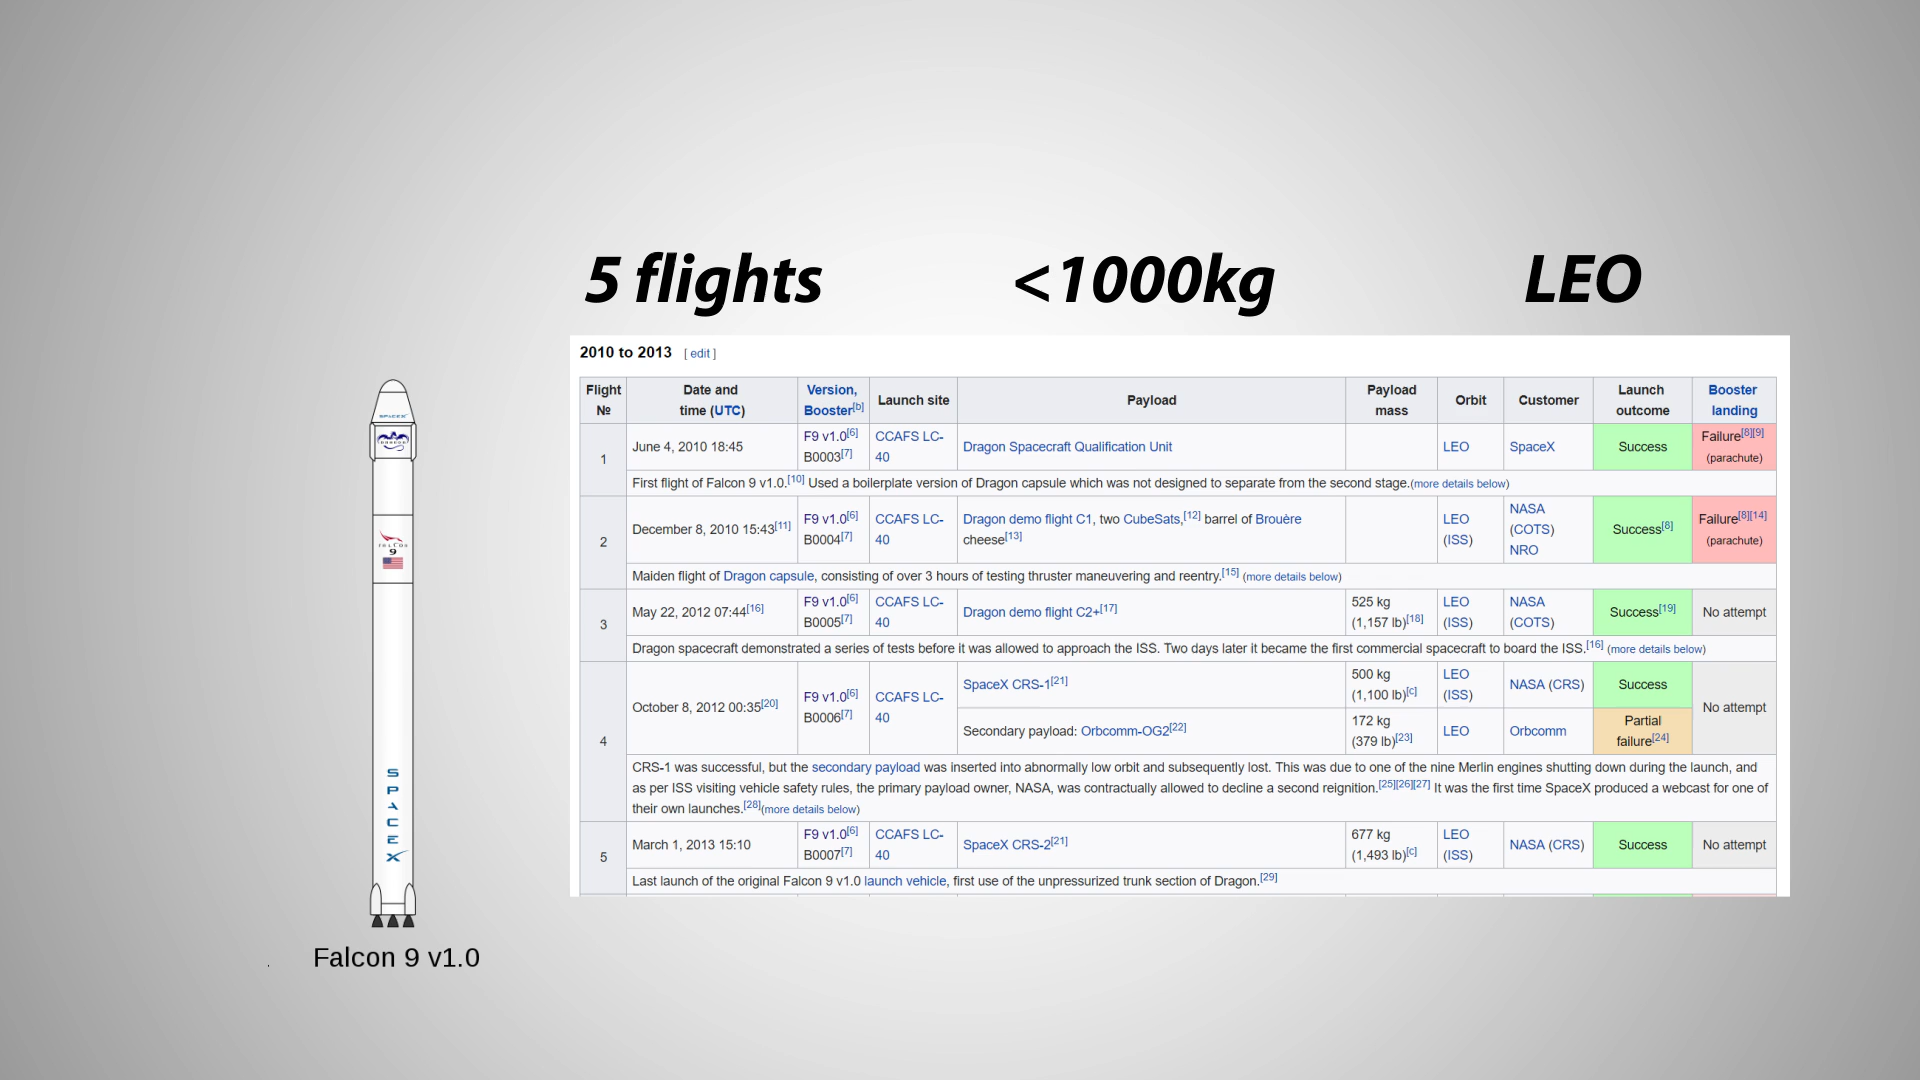 5 flights
<1000kg
LEO
2010 to 2013 [ edit ]
Flight № Date and time (UTC) Version, Booster[b] Launch site Payload Payload mass Orbit Customer Launch outcome Booster landing
1 June 4, 2010 18:45 F9 v1.0[6] B0003[7] CCAFS LC-40 Dragon Spacecraft Qualification Unit LEO SpaceX Success Failure[8][9] (parachute)
First flight of Falcon 9 v1.0.[10] Used a boilerplate version of Dragon capsule which was not designed to separate from the second stage.(more details below)
2 December 8, 2010 15:43[11] F9 v1.0[6] B0004[7] CCAFS LC-40 Dragon demo flight C1, two CubeSats,[12] barrel of Brouère cheese[13] LEO (ISS) NASA (COTS) NRO Success[8] Failure[8][14] (parachute)
Maiden flight of Dragon capsule, consisting of over 3 hours of testing thruster maneuvering and reentry.[15] (more details below)
3 May 22, 2012 07:44[16] F9 v1.0[6] B0005[7] CCAFS LC-40 Dragon demo flight C2+[17] 525 kg (1,157 lb)[18] LEO (ISS) NASA (COTS) Success[19] No attempt
Dragon spacecraft demonstrated a series of tests before it was allowed to approach the ISS. Two days later it became the first commercial spacecraft to board the ISS.[16] (more details below)
4 October 8, 2012 00:35[20] F9 v1.0[6] B0006[7] CCAFS LC-40 SpaceX CRS-1[21] 500 kg (1,100 lb)[c] LEO (ISS) NASA (CRS) Success No attempt
Secondary payload: Orbcomm-OG2[22] 172 kg (379 lb)[23] LEO Orbcomm Partial failure[24]
CRS-1 was successful, but the secondary payload was inserted into abnormally low orbit and subsequently lost. This was due to one of the nine Merlin engines shutting down during the launch, and
as per ISS visiting vehicle safety rules, the primary payload owner, NASA, was contractually allowed to decline a second reignition.[25][26][27] It was the first time SpaceX produced a webcast for one of
their own launches.[28](more details below)
5 March 1, 2013 15:10 F9 v1.0[6] B0007[7] CCAFS LC-40 SpaceX CRS-2[21] 677 kg (1,493 lb)[c] LEO (ISS) NASA (CRS) Success No attempt
Last launch of the original Falcon 9 v1.0 launch vehicle, first use of the unpressurized trunk section of Dragon.[29]
SPACEX
DRAGON
FALCON
9
SPACEX
Falcon 9 v1.0